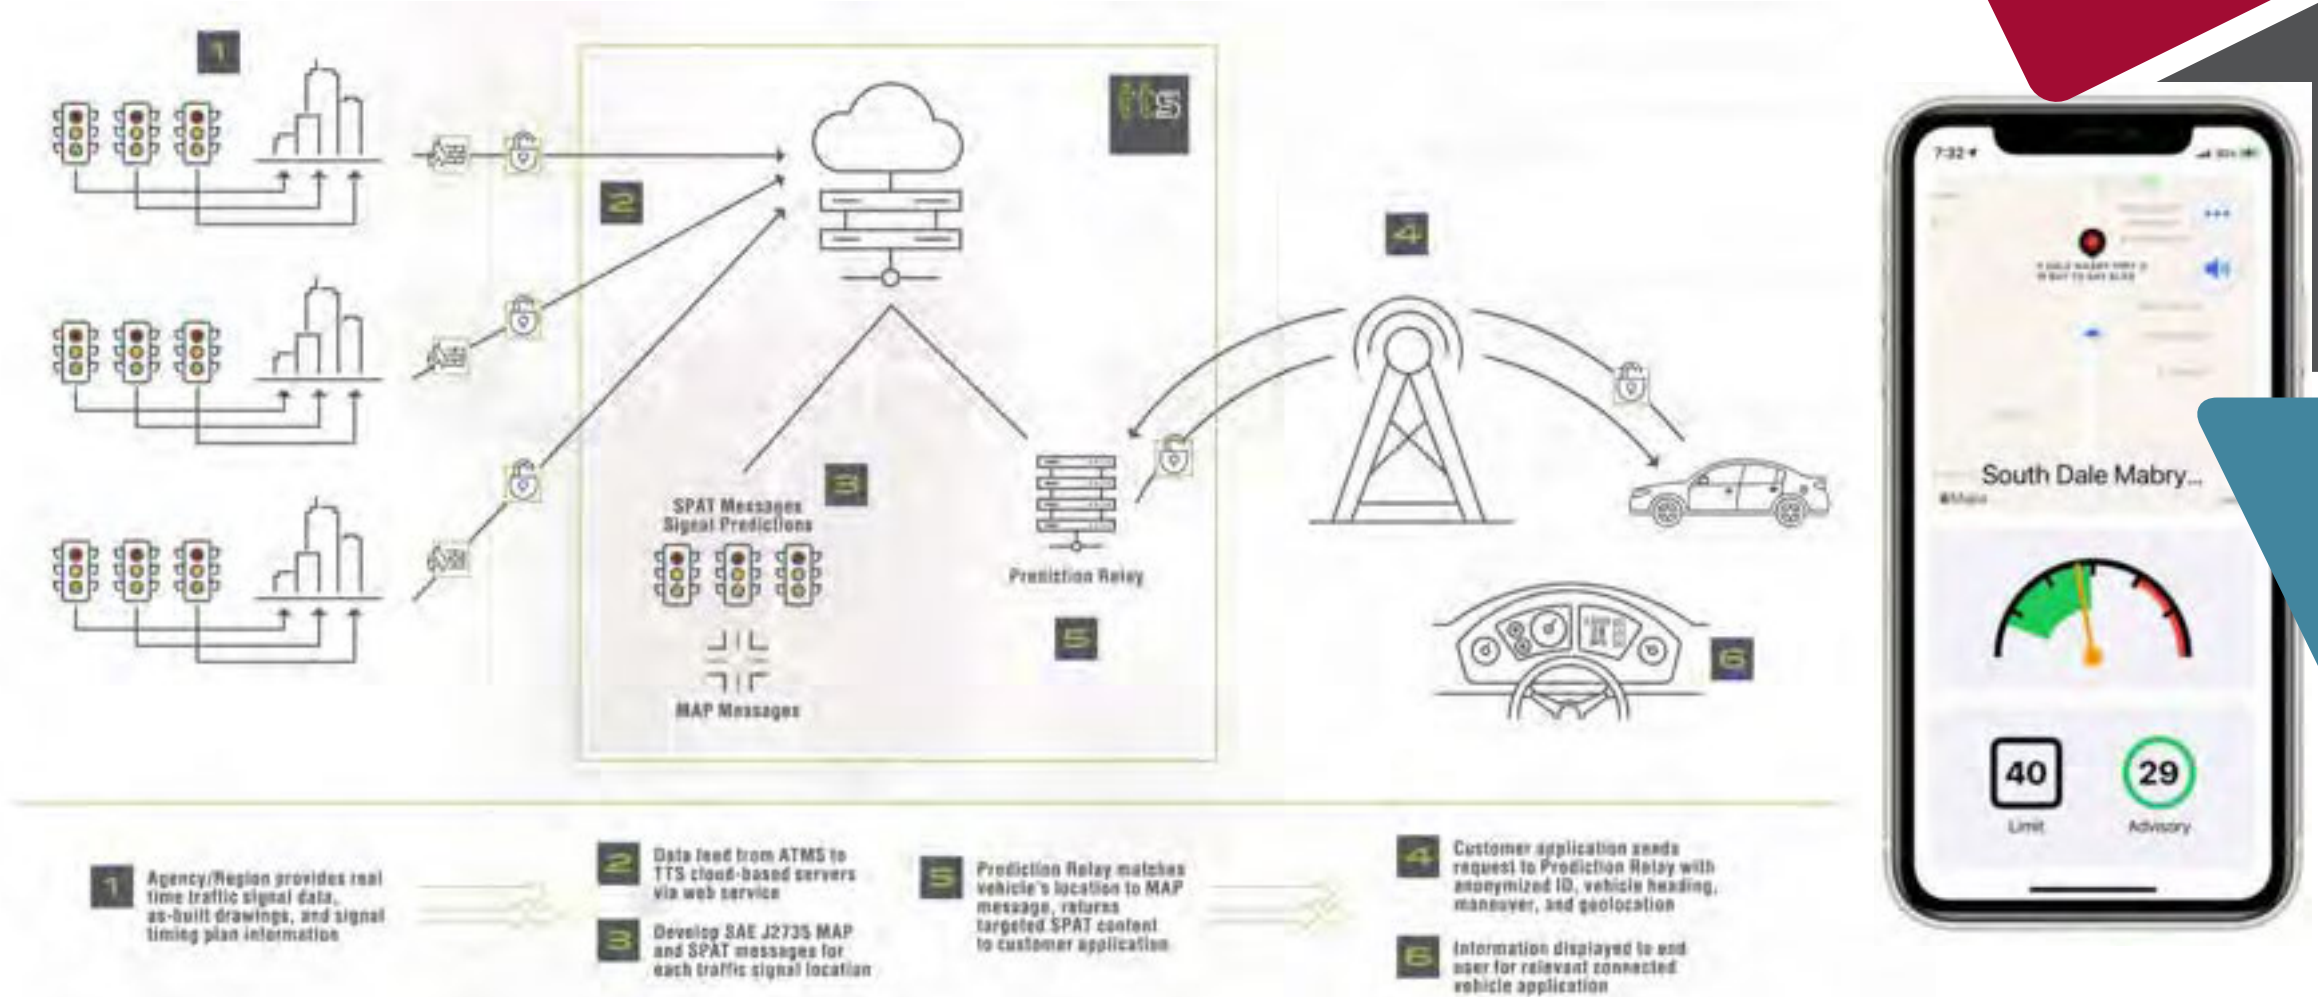 1
tts
2
4
3
SPAT Messages
Signal Predictions
MAP Messages
Prediction Relay
5
6
1
Agency/Region provides real
time traffic signal data,
as-built drawings, and signal
timing plan information
2
Data feed from ATMS to
TTS cloud-based servers
via web service
3
Develop SAE J2735 MAP
and SPAT messages for
each traffic signal location
5
Prediction Relay matches
vehicle's location to MAP
message, returns
targeted SPAT content
to customer application
4
Customer application sends
request to Prediction Relay with
anonymized ID, vehicle heading,
maneuver, and geolocation
6
Information displayed to end
user for relevant connected
vehicle application
7:32
South Dale Mabry...
Maps
40
29
Limit
Advisory